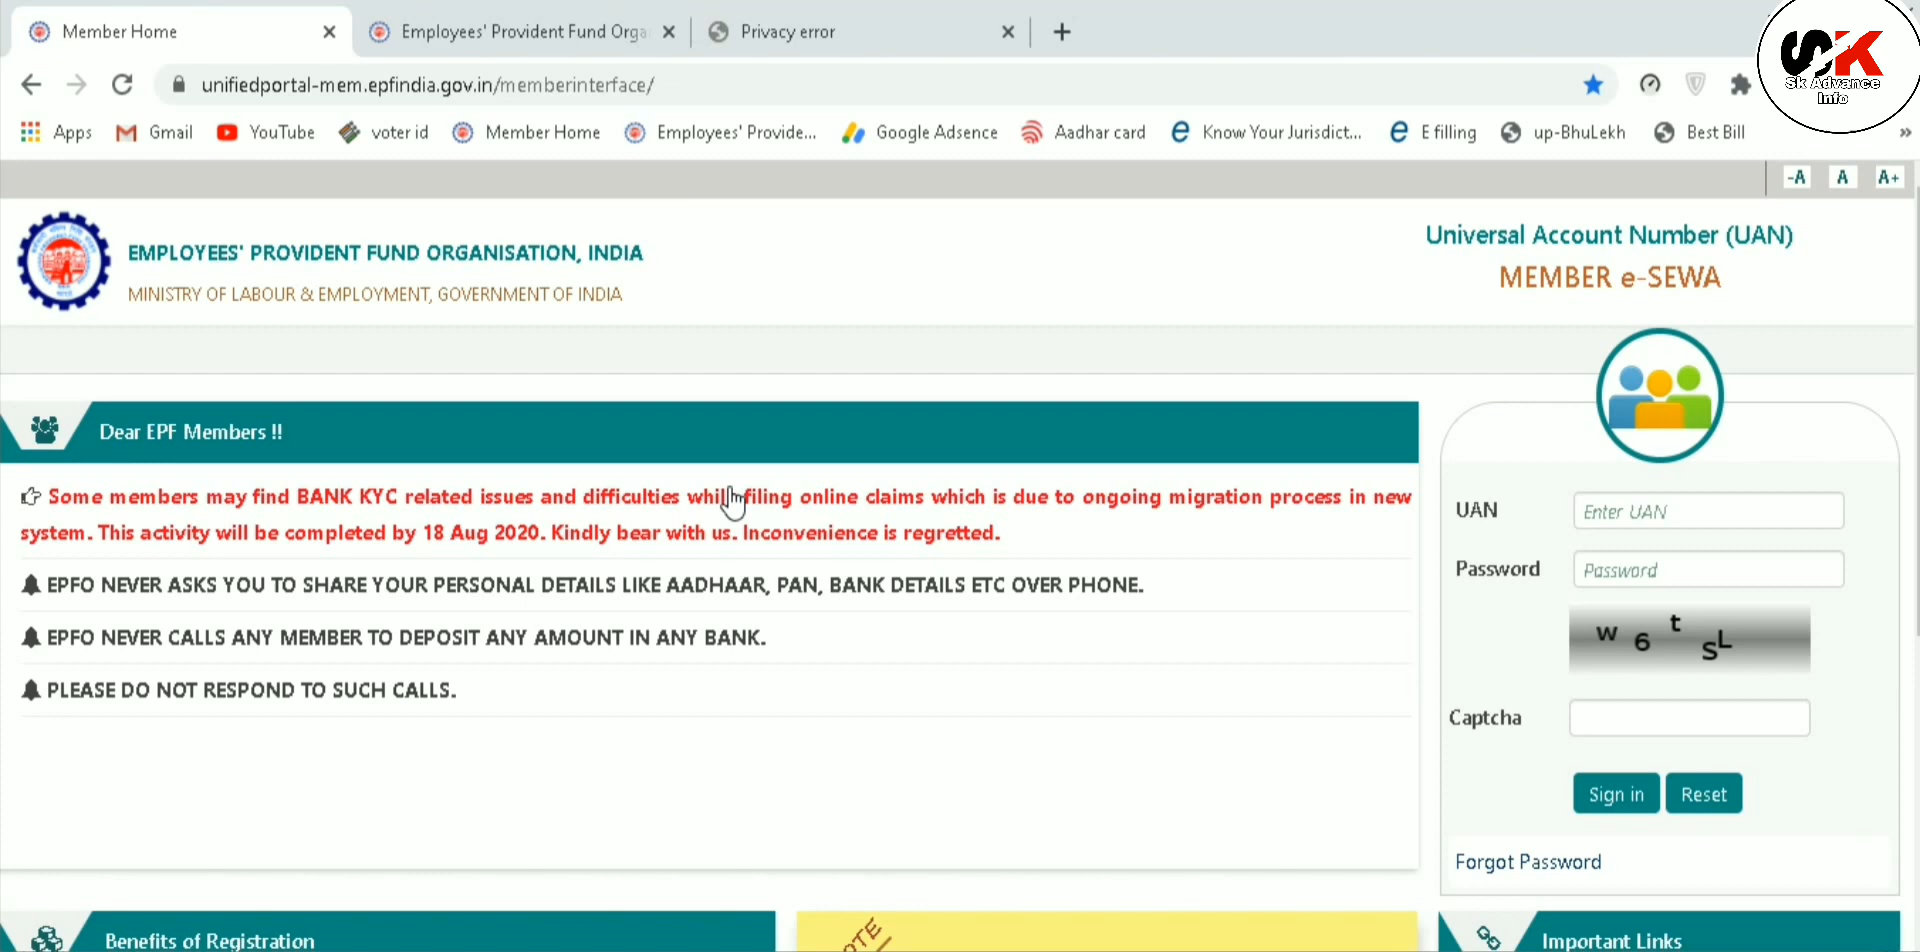 Member Home
Employees' Provident Fund Orga
Privacy error
unifiedportal-mem.epfindia.gov.in/memberinterface/
SK
Sk Advance
Info
Apps
Gmail
YouTube
voter id
Member Home
Employees' Provide...
Google Adsence
Aadhar card
Know Your Jurisdict...
E filling
up-BhuLekh
Best Bill
»
-A A A+
EMPLOYEES' PROVIDENT FUND ORGANISATION, INDIA
MINISTRY OF LABOUR & EMPLOYMENT, GOVERNMENT OF INDIA
Universal Account Number (UAN)
MEMBER e-SEWA
Dear EPF Members !!
Some members may find BANK KYC related issues and difficulties filing online claims which is due to ongoing migration process in new
system. This activity will be completed by 18 Aug 2020. Kindly bear with us. Inconvenience is regretted.
EPFO NEVER ASKS YOU TO SHARE YOUR PERSONAL DETAILS LIKE AADHAAR, PAN, BANK DETAILS ETC OVER PHONE.
EPFO NEVER CALLS ANY MEMBER TO DEPOSIT ANY AMOUNT IN ANY BANK.
PLEASE DO NOT RESPOND TO SUCH CALLS.
UAN
Enter UAN
Password
Password
w 6 t s L
Captcha
Sign in
Reset
Forgot Password
Benefits of Registration
Important Links